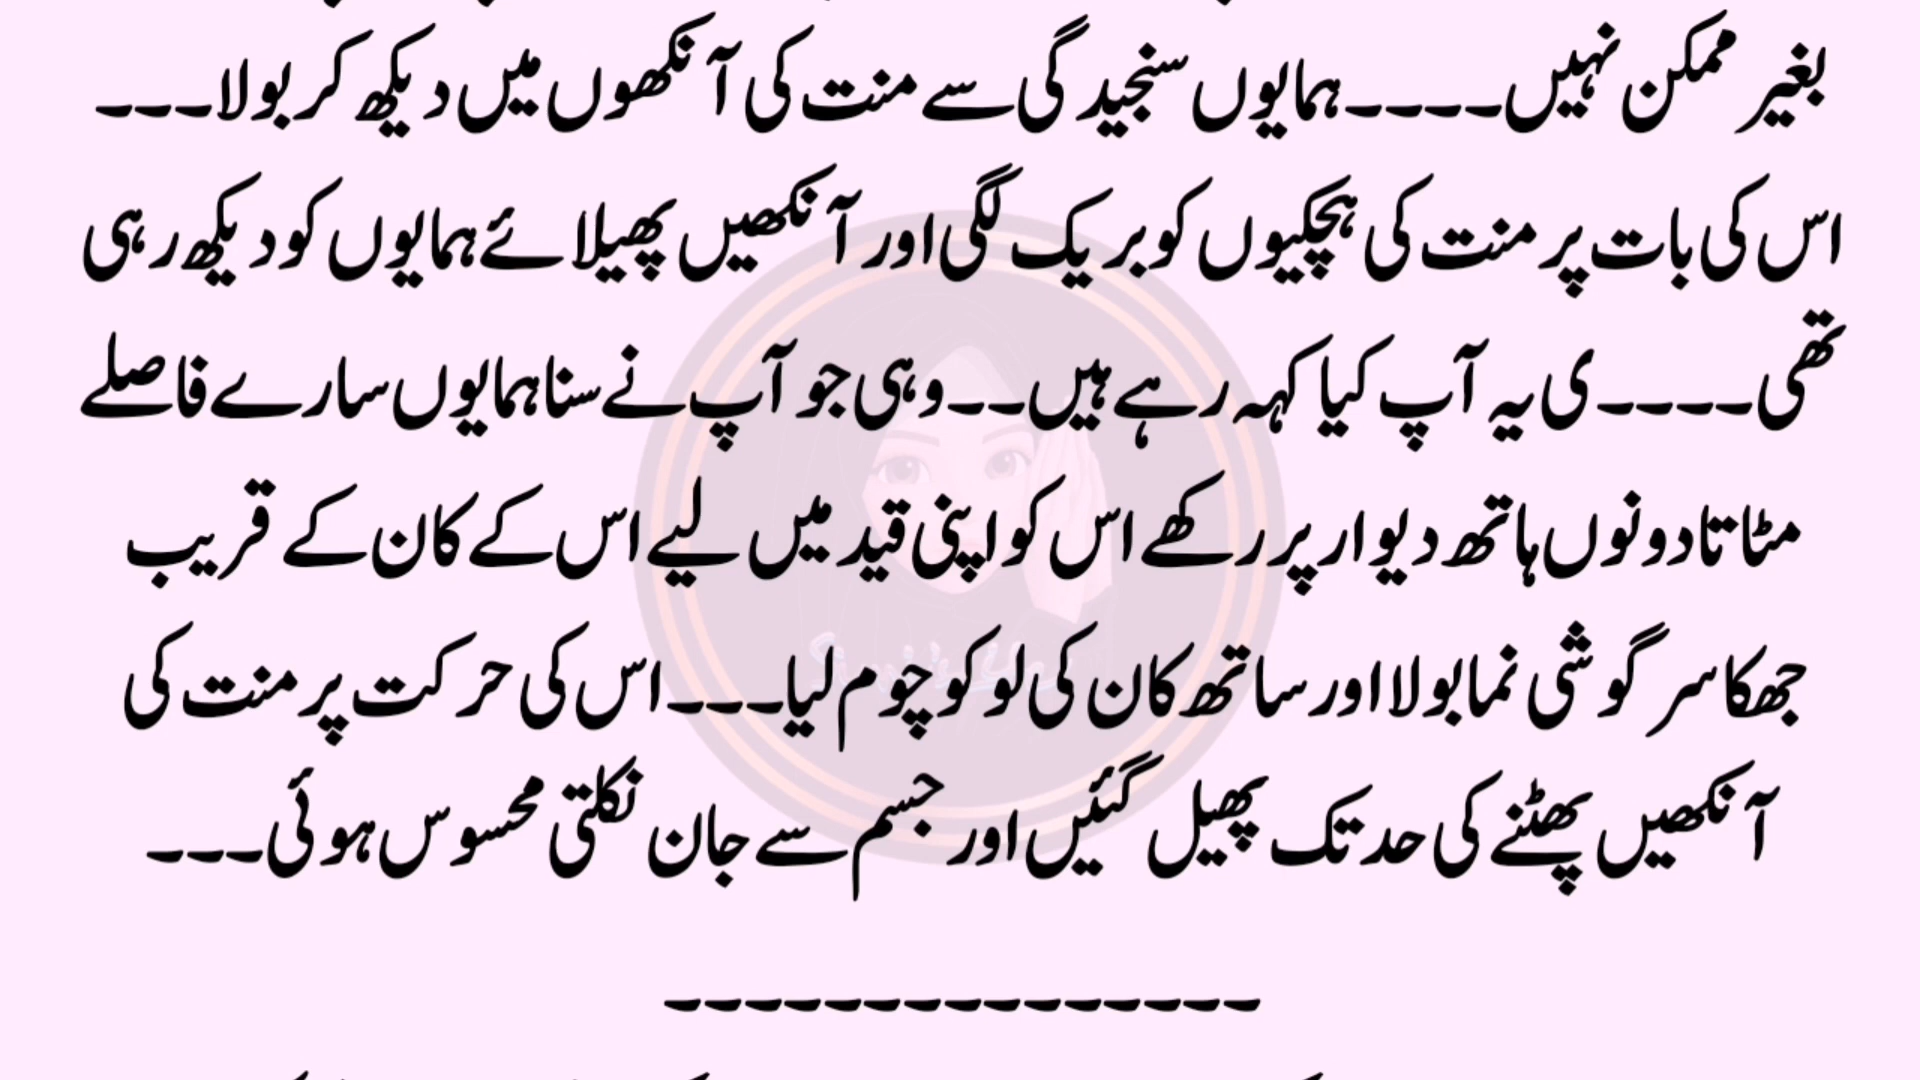 بغیر ممکن نہیں۔۔۔۔ہمایوں سنجیدگی سے منت کی آنکھوں میں دیکھ کر بولا۔۔۔
اس کی بات پر منت کی ہچکیوں کو بریک لگی اور آنکھیں پھیلائے ہمایوں کو دیکھ رہی
تھی۔۔۔۔ی یہ آپ کیا کہہ رہے ہیں۔۔وہی جو آپ نے سنا ہمایوں سارے فاصلے
مٹاتا دونوں ہاتھ دیوار پر رکھے اس کو اپنی قید میں لیے اس کے کان کے قریب
جھکا سرگوشی نما بولا اور ساتھ کان کی لو کو چوم لیا۔۔۔اس کی حرکت پر منت کی
آنکھیں پھٹنے کی حد تک پھیل گئیں اور جسم سے جان نکلتی محسوس ہوئی۔۔۔
۔۔۔۔۔۔۔۔۔۔۔۔۔۔۔